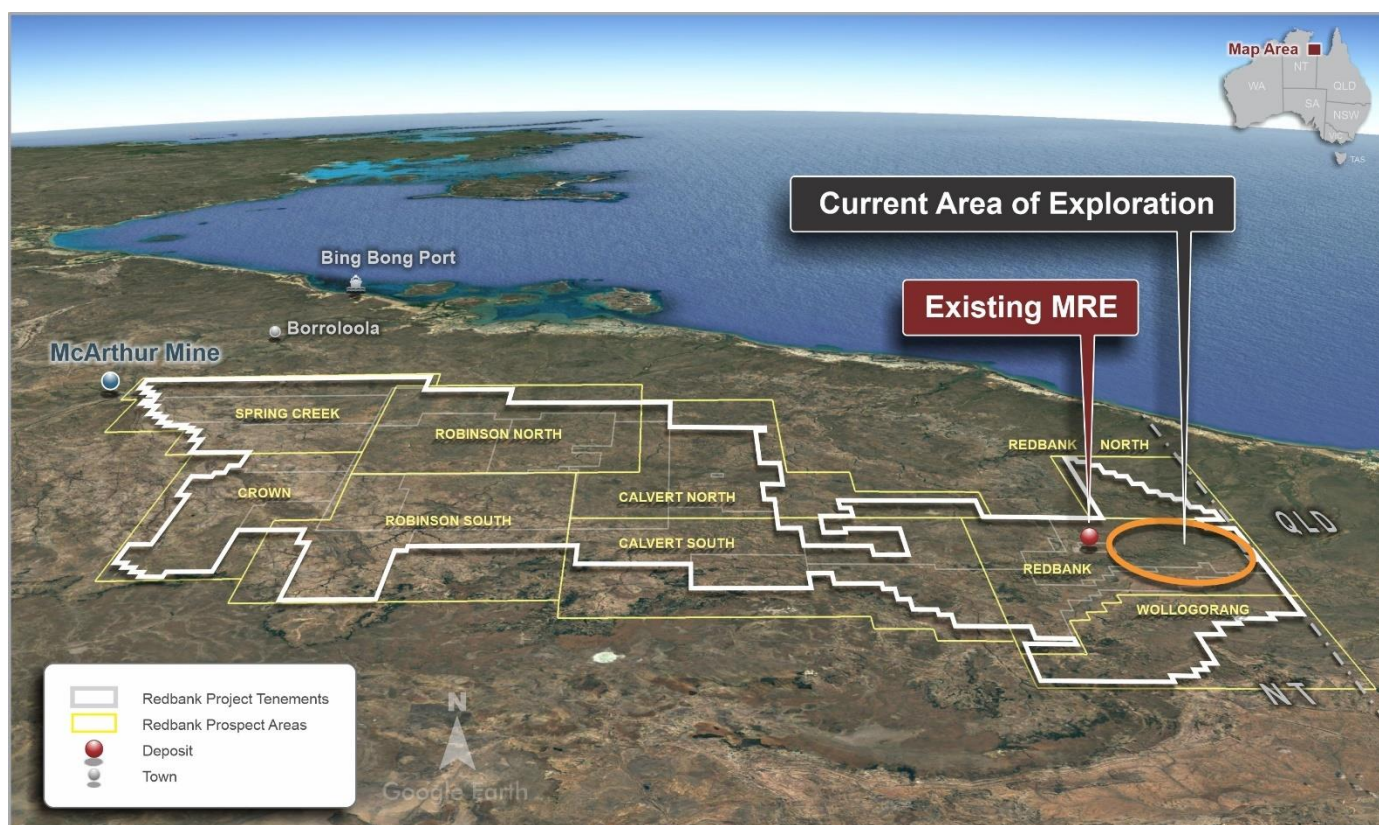 Map Area
NT
WA
QLD
SA
NSW
TAS
Current Area of Exploration
Existing MRE
Bing Bong Port
Borroloola
McArthur Mine
SPRING CREEK
ROBINSON NORTH
REDBANK NORTH
CROWN
CALVERT NORTH
ROBINSON SOUTH
QLD
CALVERT SOUTH
REDBANK
WOLLOGORANG
NT
Redbank Project Tenements
Redbank Prospect Areas
Deposit
Town
N
Google Earth